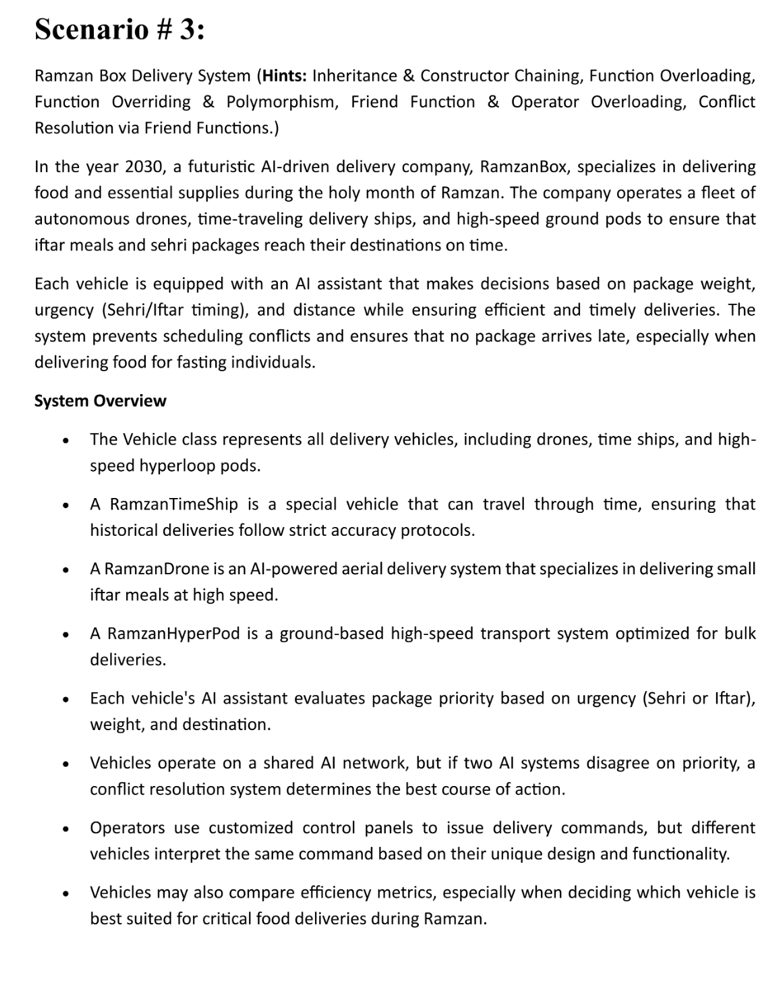 Scenario # 3:
Ramzan Box Delivery System (Hints: Inheritance & Constructor Chaining, Function Overloading,
Function Overriding & Polymorphism, Friend Function & Operator Overloading, Conflict
Resolution via Friend Functions.)
In the year 2030, a futuristic AI-driven delivery company, RamzanBox, specializes in delivering
food and essential supplies during the holy month of Ramzan. The company operates a fleet of
autonomous drones, time-traveling delivery ships, and high-speed ground pods to ensure that
iftar meals and sehri packages reach their destinations on time.
Each vehicle is equipped with an AI assistant that makes decisions based on package weight,
urgency (Sehri/Iftar timing), and distance while ensuring efficient and timely deliveries. The
system prevents scheduling conflicts and ensures that no package arrives late, especially when
delivering food for fasting individuals.
System Overview
• The Vehicle class represents all delivery vehicles, including drones, time ships, and high-
speed hyperloop pods.
• A RamzanTimeShip is a special vehicle that can travel through time, ensuring that
historical deliveries follow strict accuracy protocols.
• A RamzanDrone is an AI-powered aerial delivery system that specializes in delivering small
iftar meals at high speed.
• A RamzanHyperPod is a ground-based high-speed transport system optimized for bulk
deliveries.
• Each vehicle's AI assistant evaluates package priority based on urgency (Sehri or Iftar),
weight, and destination.
• Vehicles operate on a shared AI network, but if two AI systems disagree on priority, a
conflict resolution system determines the best course of action.
• Operators use customized control panels to issue delivery commands, but different
vehicles interpret the same command based on their unique design and functionality.
• Vehicles may also compare efficiency metrics, especially when deciding which vehicle is
best suited for critical food deliveries during Ramzan.